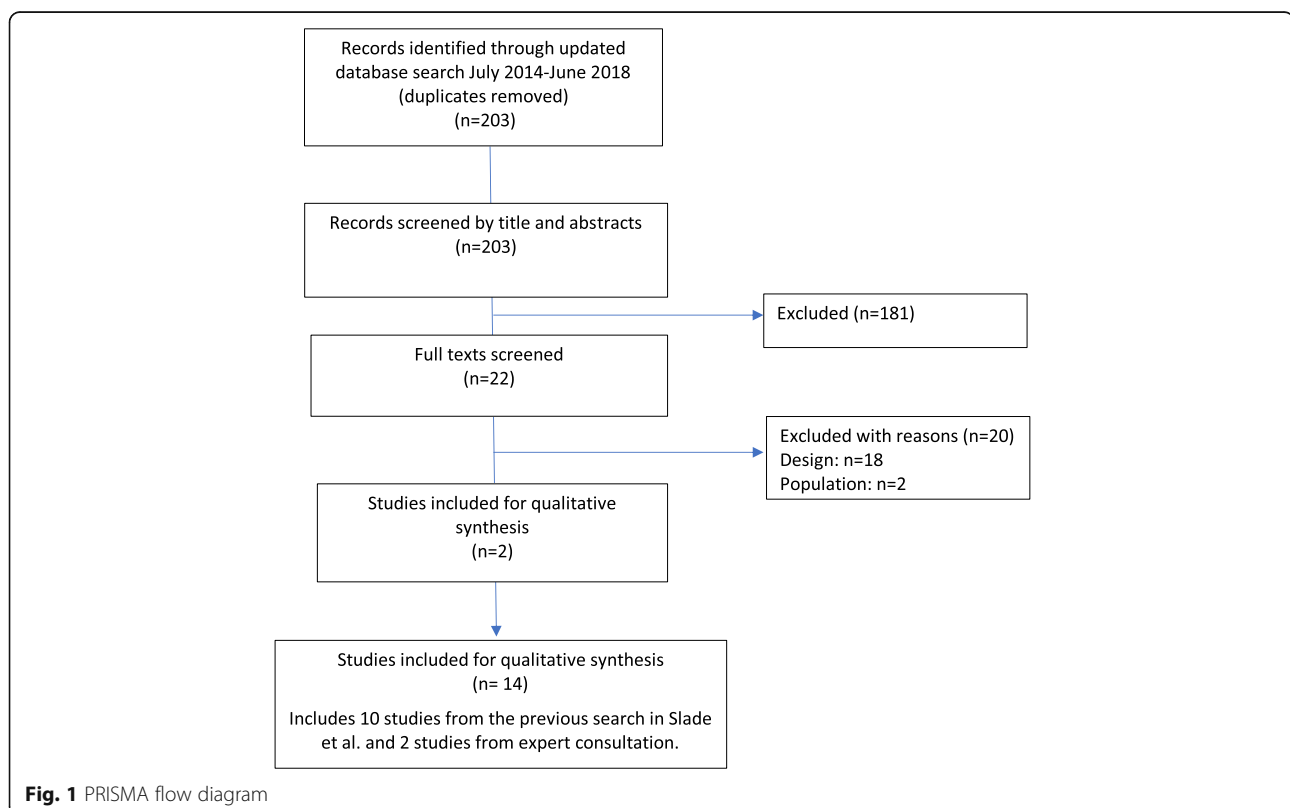 Records identified through updated
database search July 2014-June 2018
(duplicates removed)
(n=203)
Records screened by title and abstracts
(n=203)
Excluded (n=181)
Full texts screened
(n=22)
Excluded with reasons (n=20)
Design: n=18
Population: n=2
Studies included for qualitative
synthesis
(n=2)
Studies included for qualitative synthesis
(n= 14)
Includes 10 studies from the previous search in Slade
et al. and 2 studies from expert consultation.
Fig. 1 PRISMA flow diagram